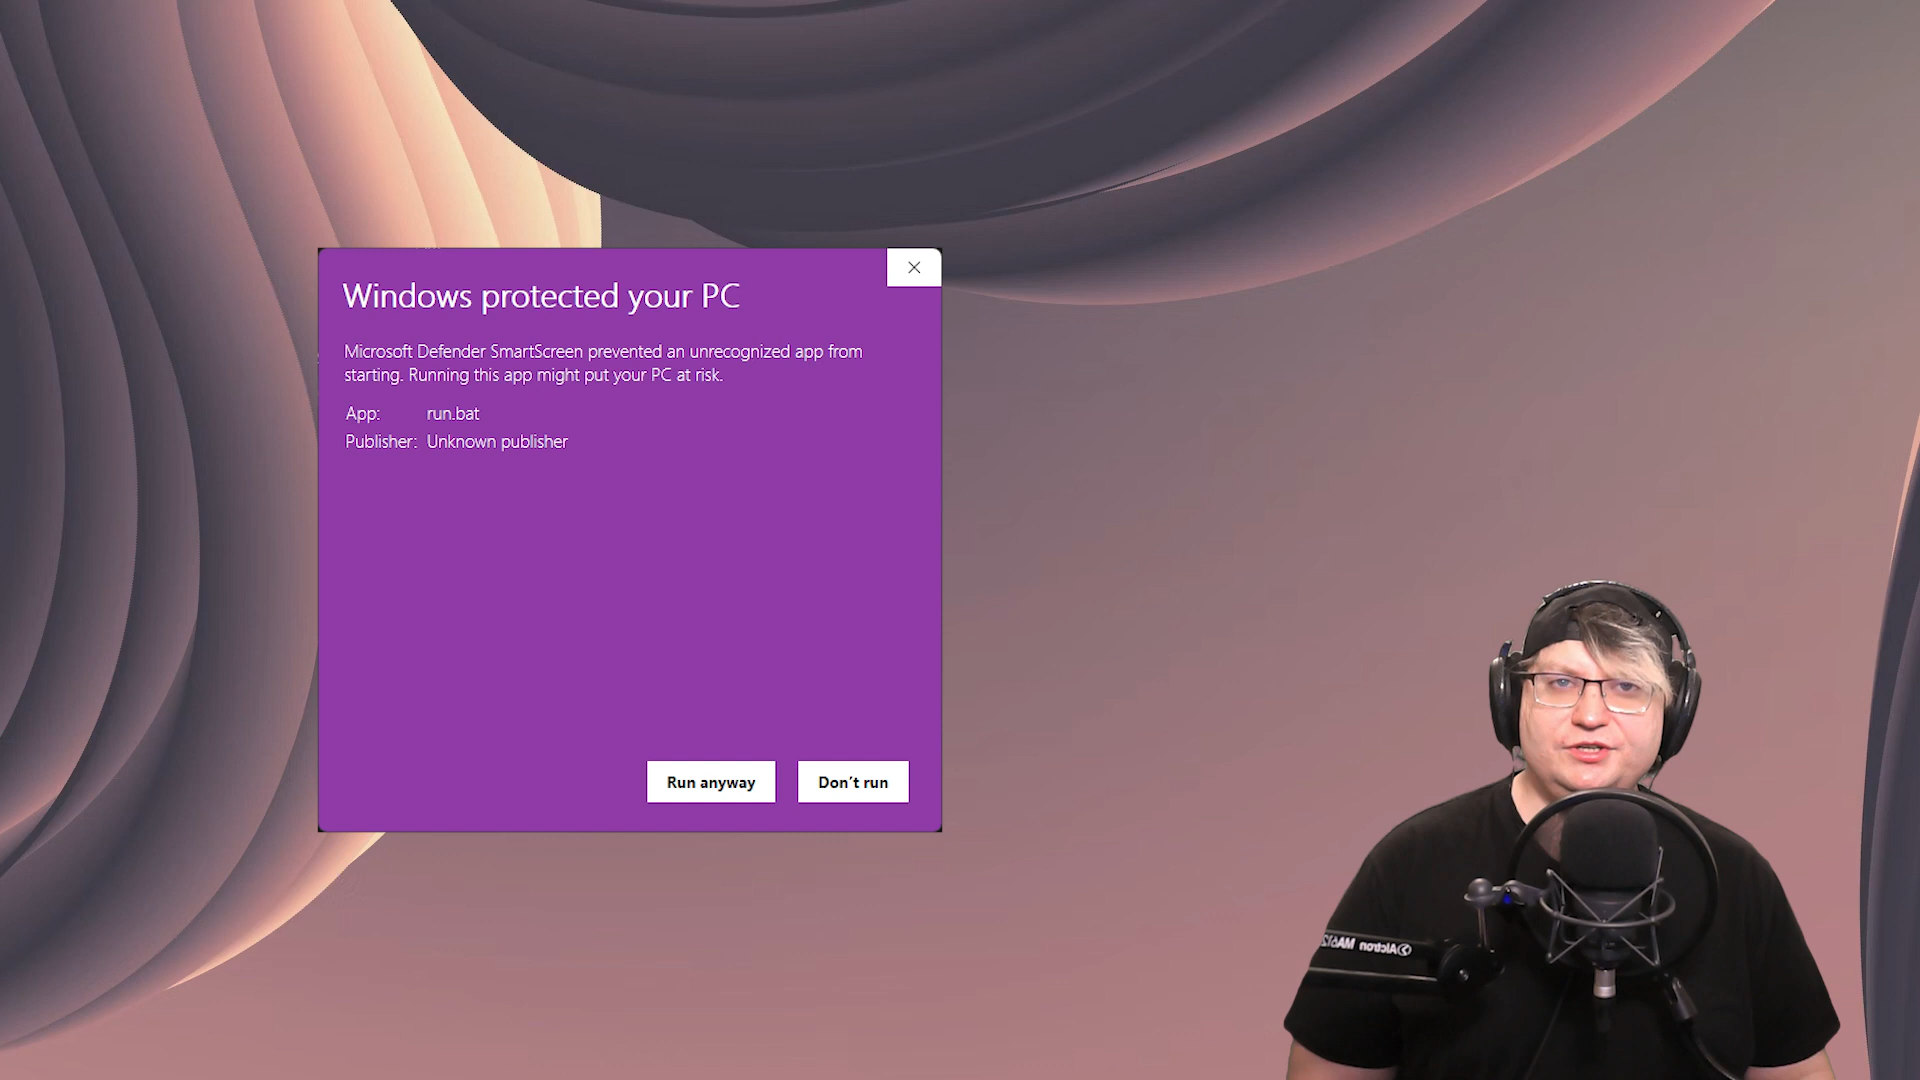 Windows protected your PC
Microsoft Defender SmartScreen prevented an unrecognized app from
starting. Running this app might put your PC at risk.
App: run.bat
Publisher: Unknown publisher
Run anyway
Don't run
Alctron